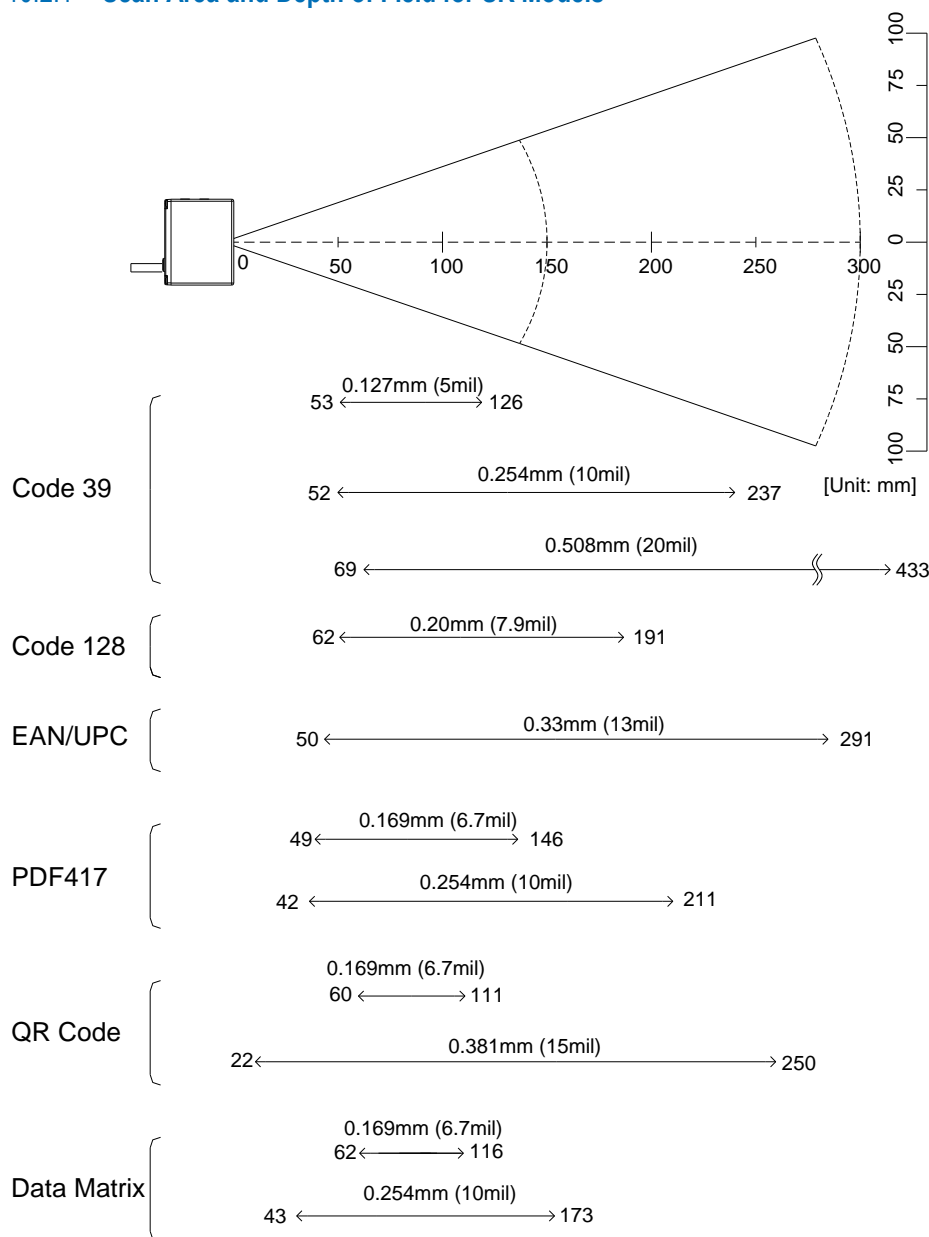 Scan Area and Depth of Field for
100
75
50
25
0
25
50
75
100
0 50 100 150 200 250 300
[Unit: mm]
Code 39
0.127mm (5mil)
53 126
0.254mm (10mil)
52 237
0.508mm (20mil)
69 433
Code 128
0.20mm (7.9mil)
62 191
EAN/UPC
0.33mm (13mil)
50 291
PDF417
0.169mm (6.7mil)
49 146
0.254mm (10mil)
42 211
QR Code
0.169mm (6.7mil)
60 111
0.381mm (15mil)
22 250
Data Matrix
0.169mm (6.7mil)
62 116
0.254mm (10mil)
43 173